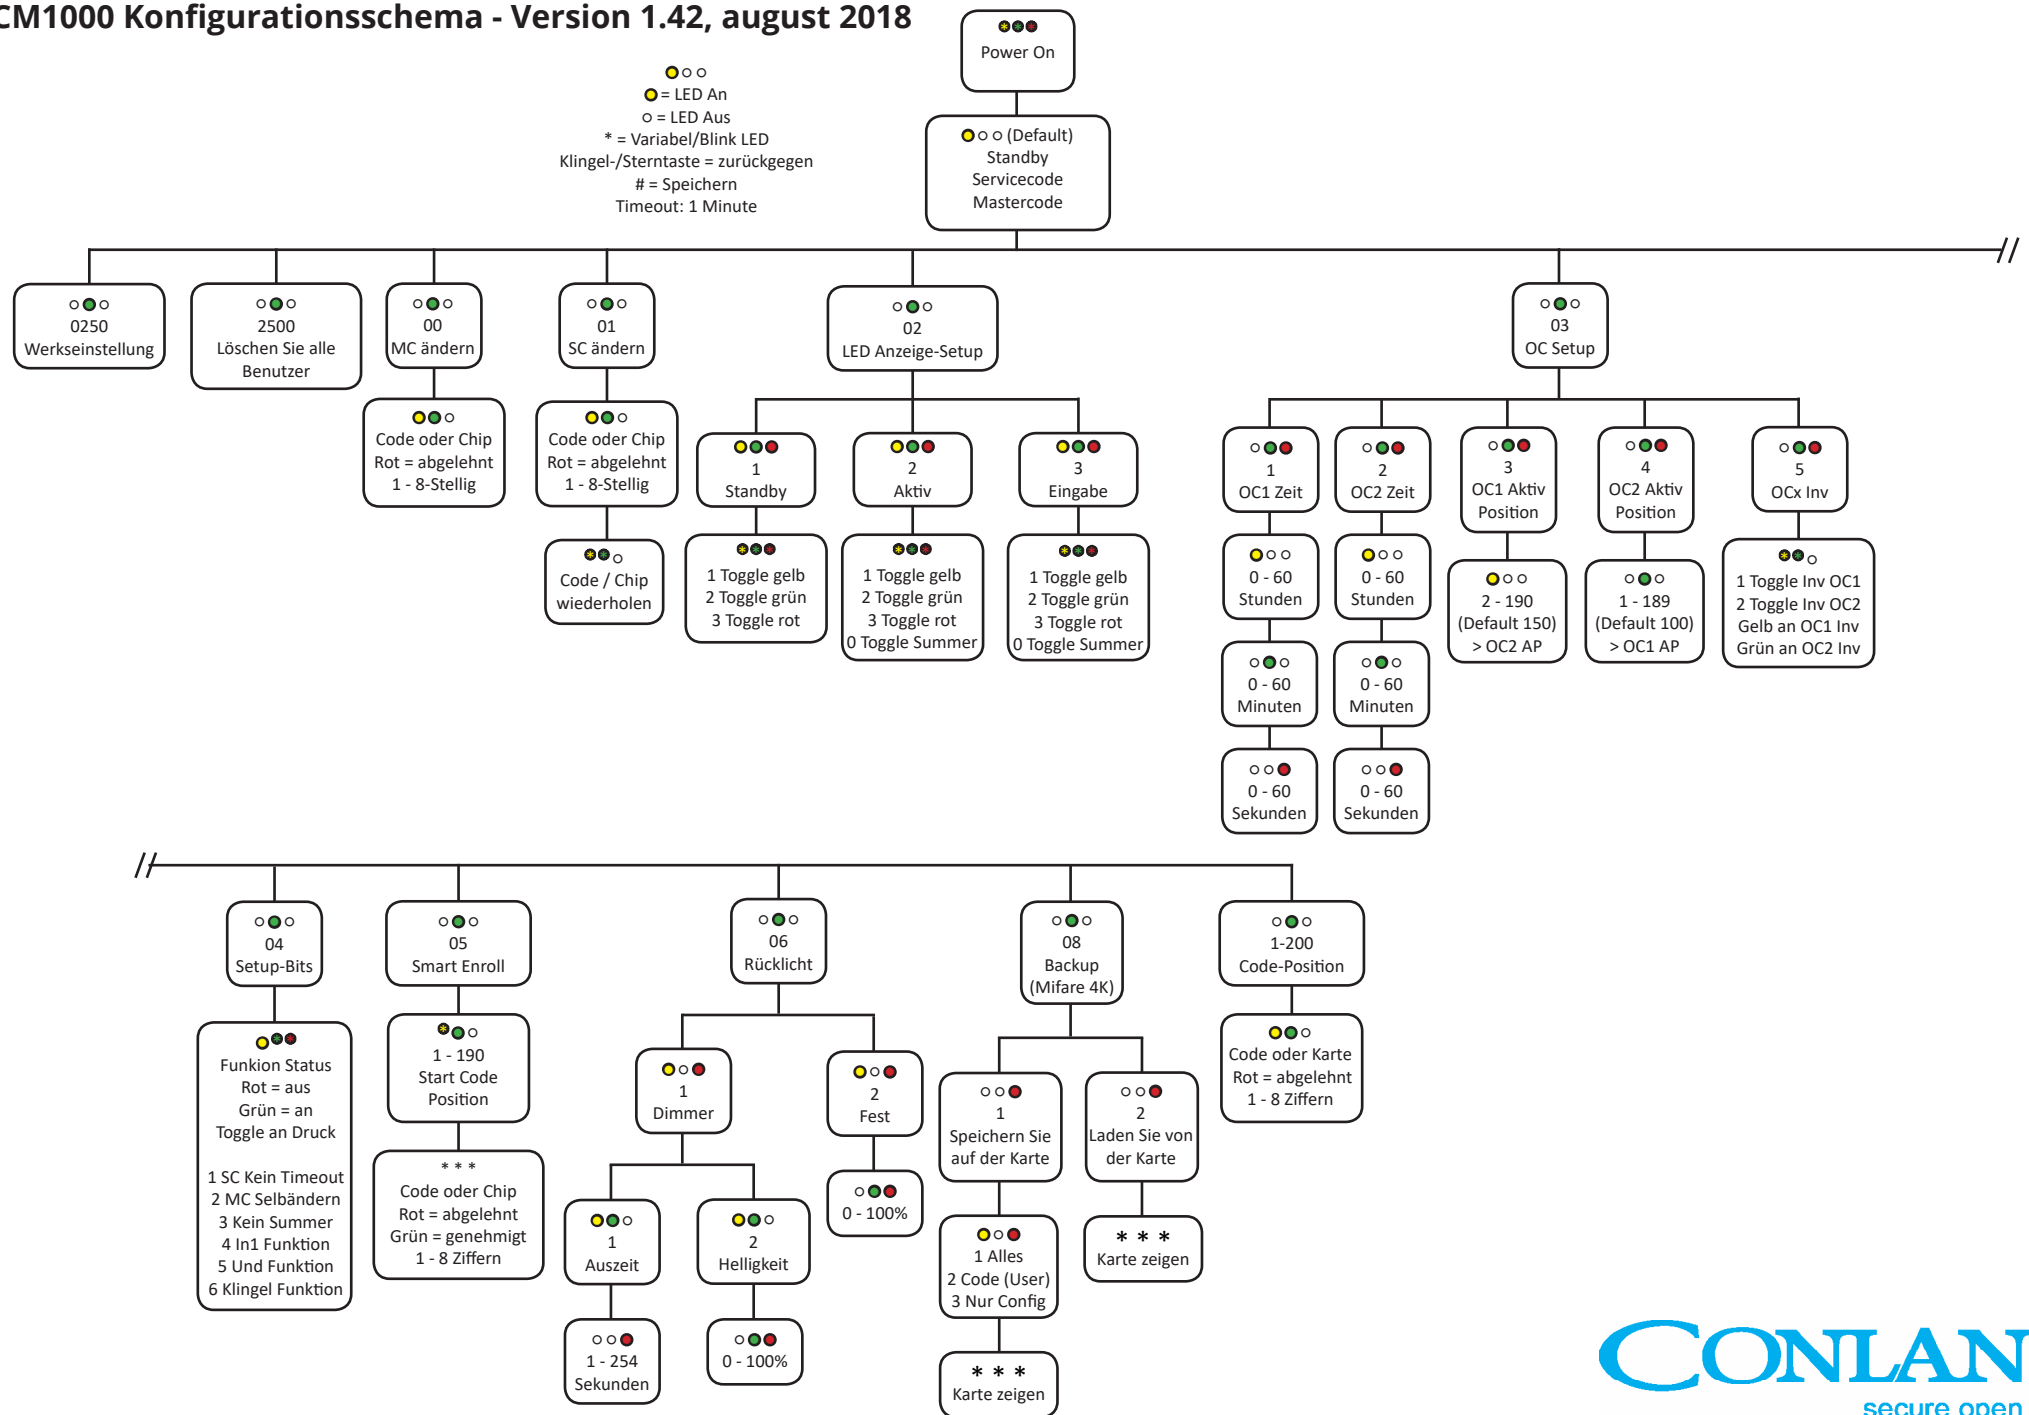 CM1000 Konfigurationsschema - Version 1.42, august 2018
Power On
= LED An
= LED Aus
* = Variabel/Blink LED
Klingel-/Sterntaste = zurückgegen
# = Speichern
Timeout: 1 Minute
(Default)
Standby
Servicecode
Mastercode
0250
Werkseinstellung
2500
Löschen Sie alle
Benutzer
00
MC ändern
Code oder Chip
Rot = abgelehnt
1 - 8-Stellig
01
SC ändern
Code oder Chip
Rot = abgelehnt
1 - 8-Stellig
Code / Chip
wiederholen
02
LED Anzeige-Setup
1
Standby
1 Toggle gelb
2 Toggle grün
3 Toggle rot
2
Aktiv
1 Toggle gelb
2 Toggle grün
3 Toggle rot
0 Toggle Summer
3
Eingabe
1 Toggle gelb
2 Toggle grün
3 Toggle rot
0 Toggle Summer
03
OC Setup
1
OC1 Zeit
0 - 60
Stunden
0 - 60
Minuten
0 - 60
Sekunden
2
OC2 Zeit
0 - 60
Stunden
0 - 60
Minuten
0 - 60
Sekunden
3
OC1 Aktiv
Position
2 - 190
(Default 150)
> OC2 AP
4
OC2 Aktiv
Position
1 - 189
(Default 100)
> OC1 AP
5
OCx Inv
1 Toggle Inv OC1
2 Toggle Inv OC2
Gelb an OC1 Inv
Grün an OC2 Inv
04
Setup-Bits
Funkion Status
Rot = aus
Grün = an
Toggle an Druck
1 SC Kein Timeout
2 MC Selbändern
3 Kein Summer
4 In1 Funktion
5 Und Funktion
6 Klingel Funktion
05
Smart Enroll
1 - 190
Start Code
Position
* * *
Code oder Chip
Rot = abgelehnt
Grün = genehmigt
1 - 8 Ziffern
06
Rücklicht
1
Dimmer
1
Auszeit
1 - 254
Sekunden
2
Helligkeit
0 - 100%
2
Fest
0 - 100%
08
Backup
(Mifare 4K)
1
Speichern Sie
auf der Karte
1 Alles
2 Code (User)
3 Nur Config
* * *
Karte zeigen
2
Laden Sie von
der Karte
* * *
Karte zeigen
1-200
Code-Position
Code oder Karte
Rot = abgelehnt
1 - 8 Ziffern
CONLAN
secure open